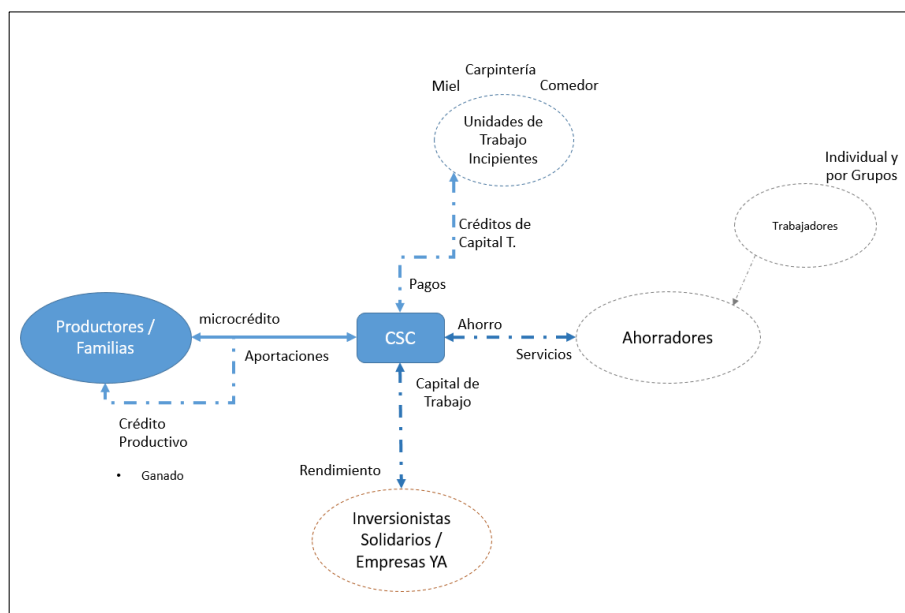 Carpintería
Miel
Comedor
Unidades de
Trabajo
Incipientes
Individual y
por Grupos
Trabajadores
Créditos de
Capital T.
Pagos
Productores /
Familias
microcrédito
Aportaciones
CSC
Ahorro
Servicios
Ahorradores
Capital de
Trabajo
Crédito
Productivo
• Ganado
Rendimiento
Inversionistas
Solidarios /
Empresas YA